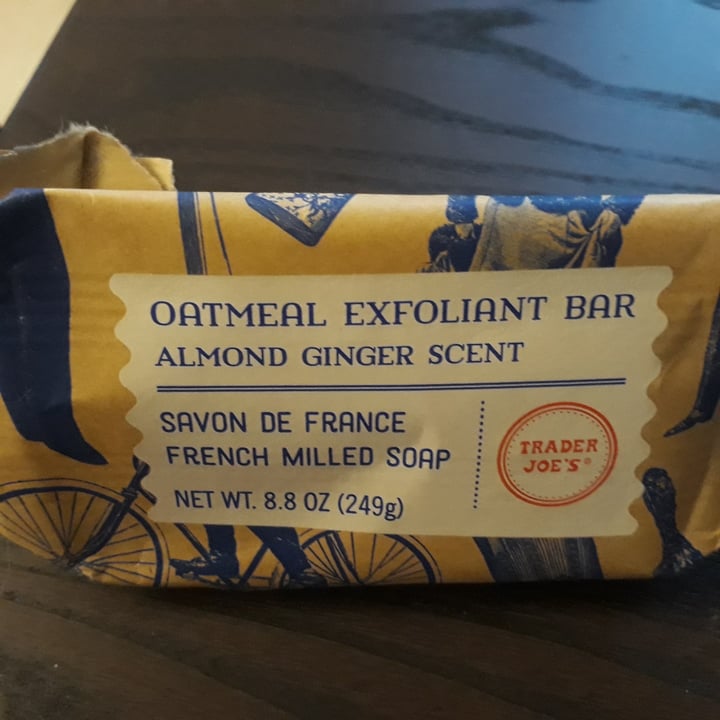 OATMEAL EXFOLIANT BAR
ALMOND GINGER SCENT
SAVON DE FRANCE
FRENCH MILLED SOAP
NET WT. 8.8 OZ (249g)
TRADER
JOE'S®